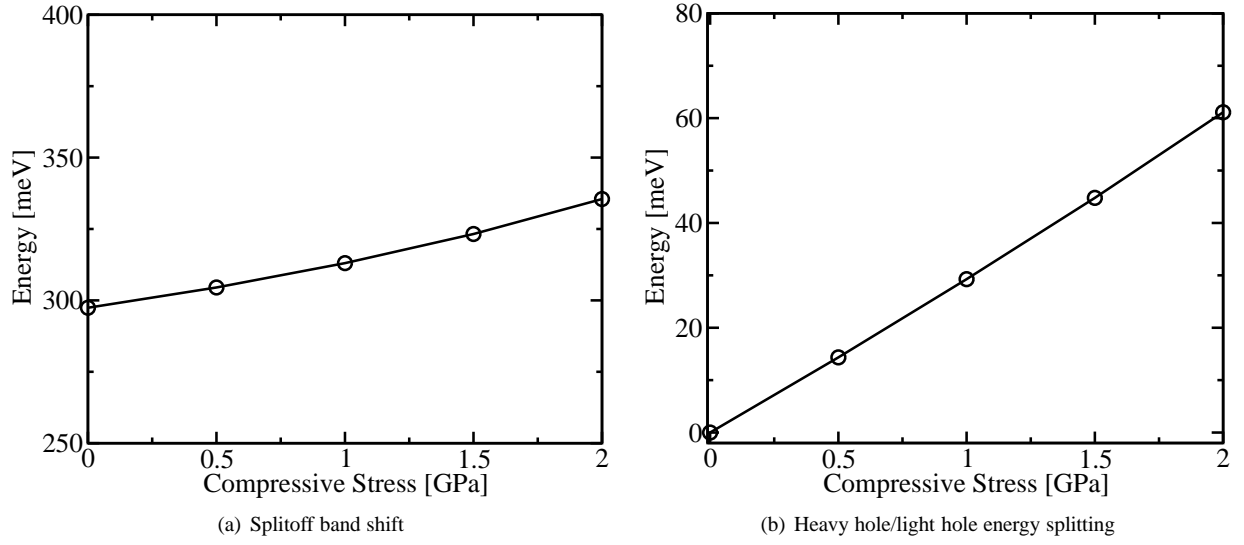 400
350
300
250
Energy [meV]
0 0.5 1 1.5 2
Compressive Stress [GPa]
(a) Splitoff band shift
80
60
40
20
0
Energy [meV]
0 0.5 1 1.5 2
Compressive Stress [GPa]
(b) Heavy hole/light hole energy splitting